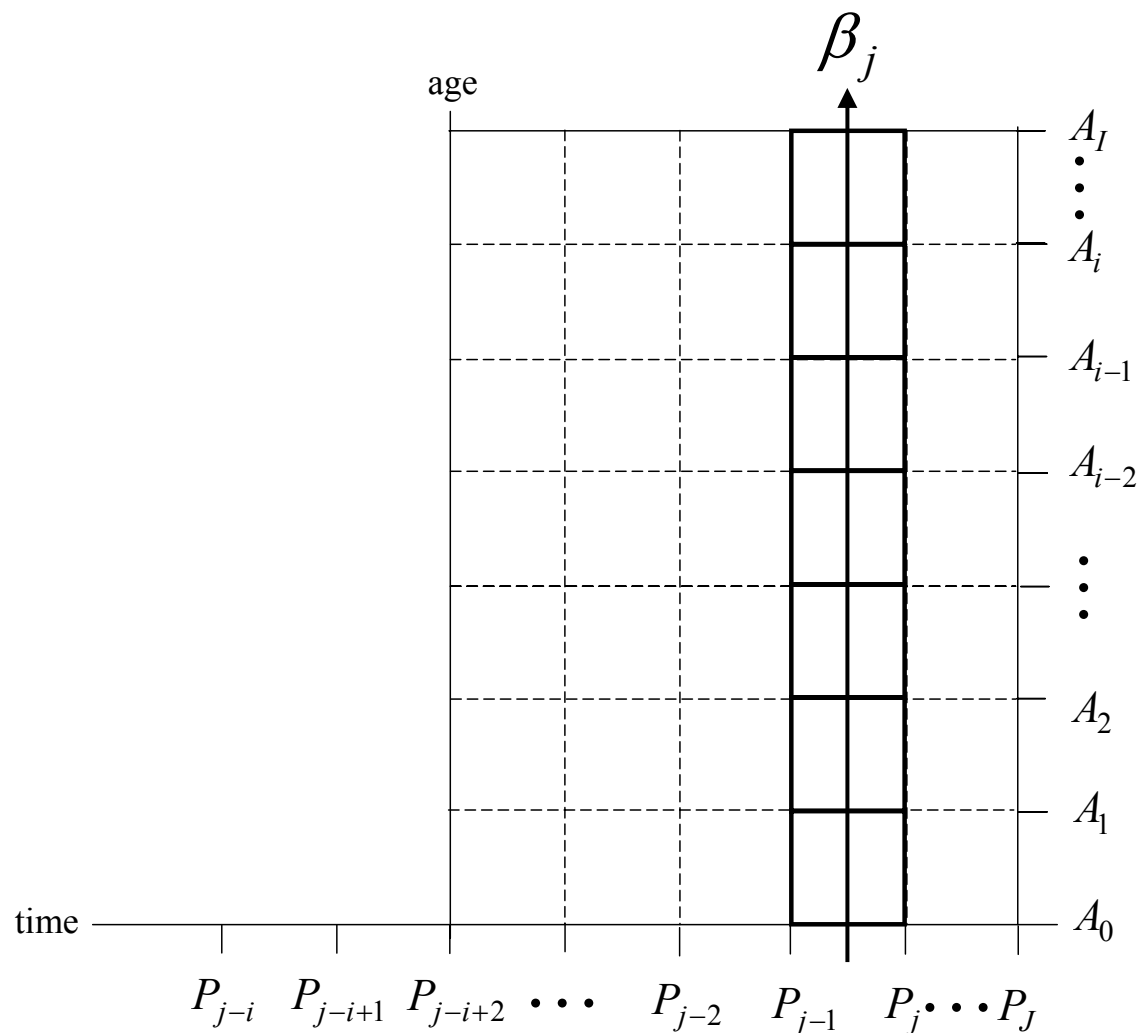 β_j
age
A_I
⋮
A_i
A_{i−1}
A_{i−2}
⋮
A_2
A_1
time
A_0
P_{j−i} P_{j−i+1} P_{j−i+2} ••• P_{j−2} P_{j−1} P_j ••• P_J